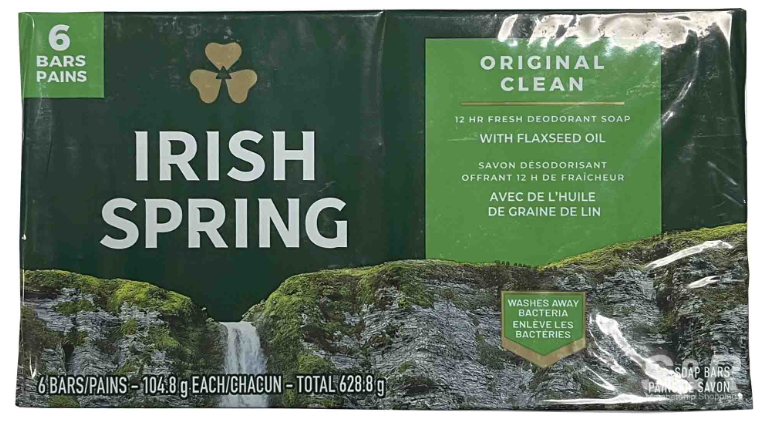 6
BARS
PAINS
IRISH
SPRING
ORIGINAL
CLEAN
12 HR FRESH DEODORANT SOAP
WITH FLAXSEED OIL
SAVON DÉSODORISANT
OFFRANT 12 H DE FRAÎCHEUR
AVEC DE L'HUILE
DE GRAINE DE LIN
WASHES AWAY
BACTERIA
ENLÈVE LES
BACTÉRIES
6 BARS/PAINS - 104.8 g EACH/CHACUN - TOTAL 628.8 g
SOAP BARS
DE SAVON
Membership Shopping